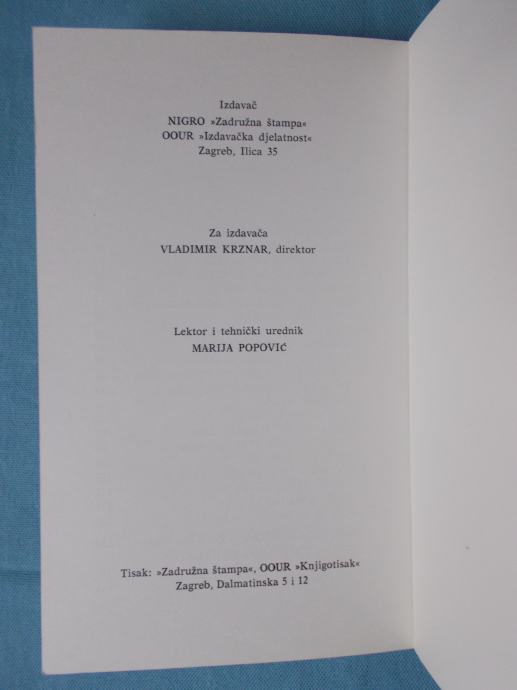 Izdavač
NIGRO »Zadružna štampa«
OOUR »Izdavačka djelatnost«
Zagreb, Ilica 35
Za izdavača
VLADIMIR KRZNAR, direktor
Lektor i tehnički urednik
MARIJA POPOVIĆ
Tisak: »Zadružna štampa«, OOUR »Knjigotisak«
Zagreb, Dalmatinska 5 i 12